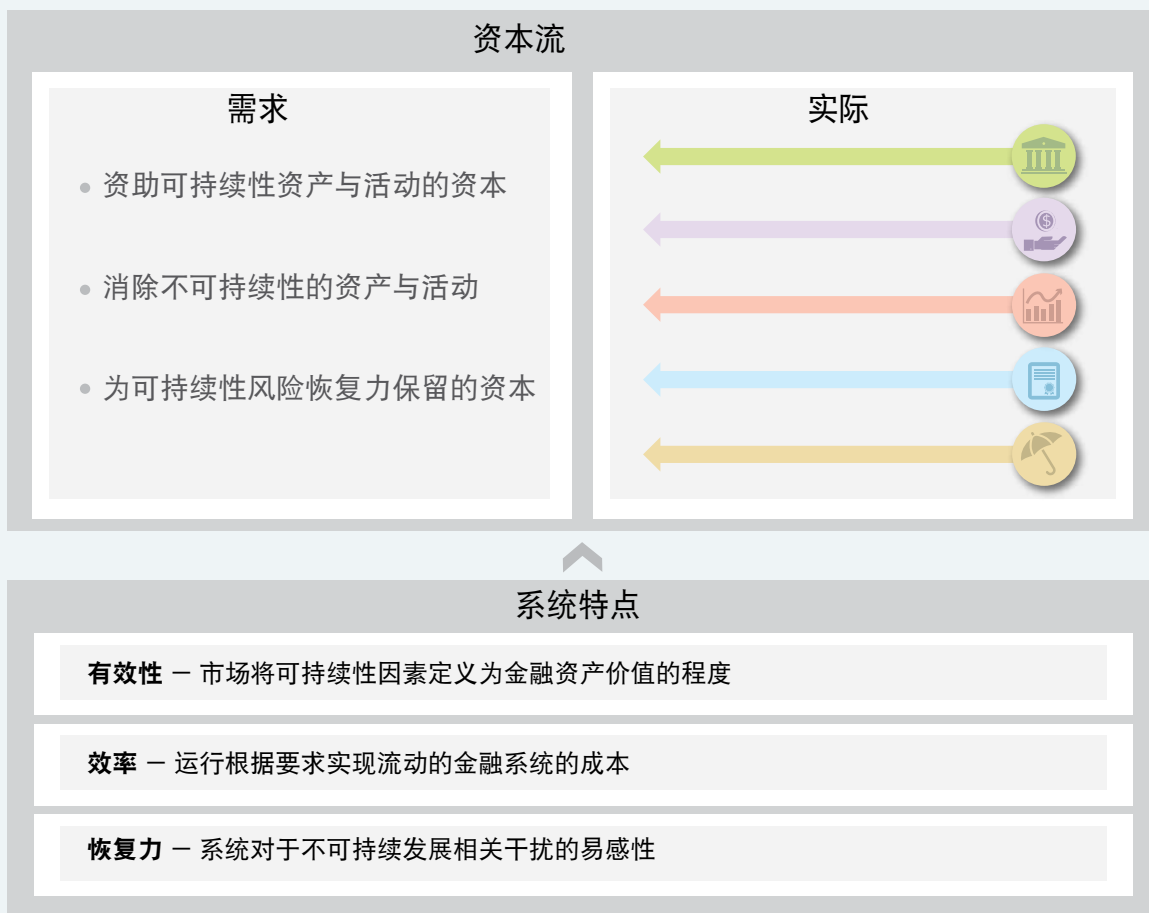 资本流
需求
资助可持续性资产与活动的资本
消除不可持续性的资产与活动
为可持续性风险恢复力保留的资本
实际
$
系统特点
有效性 － 市场将可持续性因素定义为金融资产价值的程度
效率 － 运行根据要求实现流动的金融系统的成本
恢复力 － 系统对于不可持续发展相关干扰的易感性